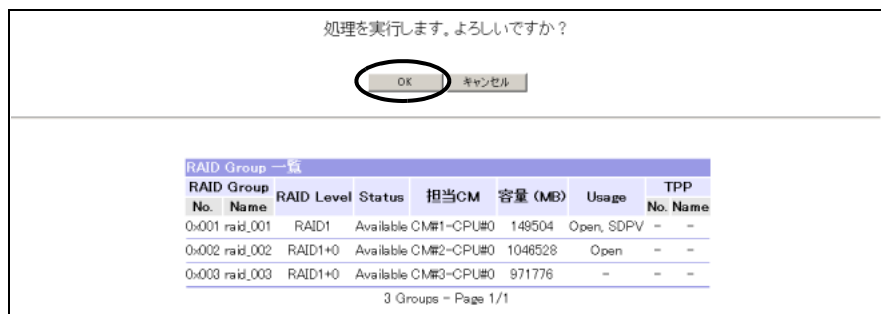 処理を実行します。よろしいですか?
OK キャンセル
RAID Group 一覧
RAID Group RAID Level Status 担当CM 容量 (MB) Usage TPP
No. Name No. Name
0x001 raid_001 RAID1 Available CM#1-CPU#0 149504 Open, SDPV - -
0x002 raid_002 RAID1+0 Available CM#2-CPU#0 1046528 Open - -
0x003 raid_003 RAID1+0 Available CM#3-CPU#0 971776 - - -
3 Groups - Page 1/1